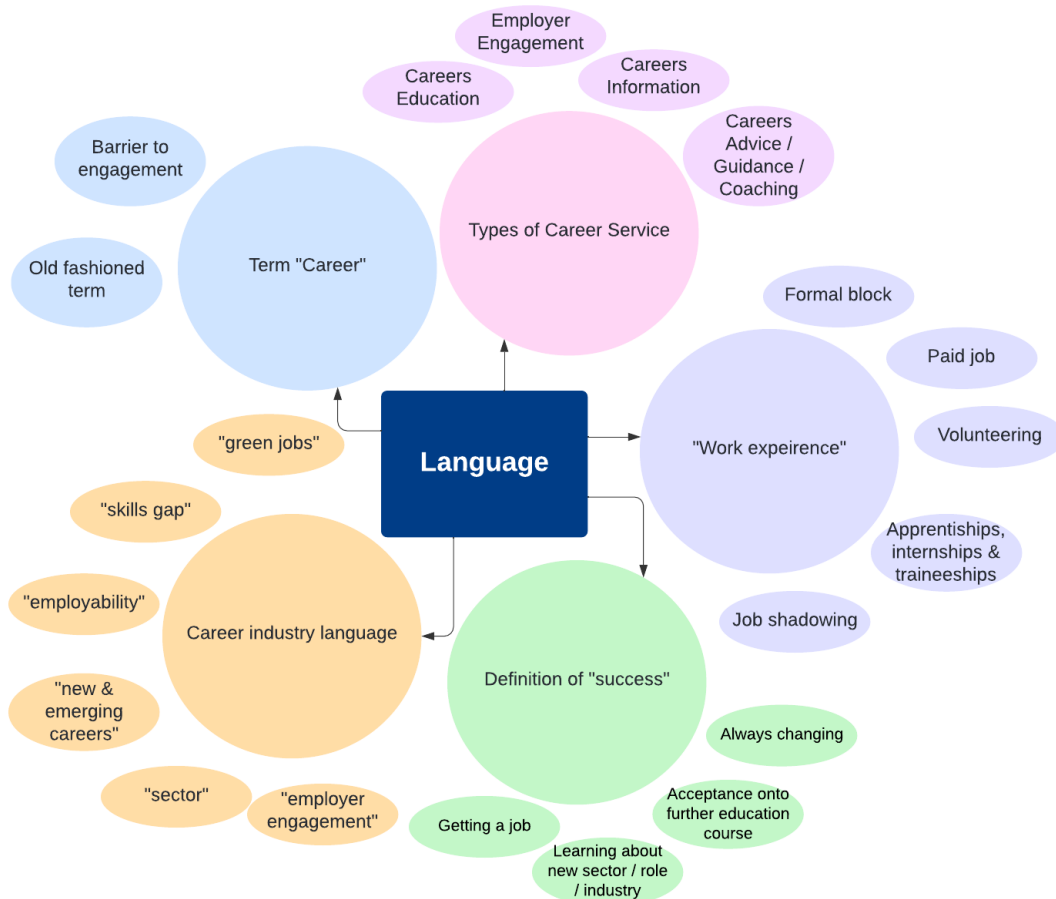 Employer
Engagement
Careers
Education
Careers
Information
Careers
Advice /
Guidance /
Coaching
Types of Career Service
Barrier to
engagement
Old fashioned
term
Term "Career"
Language
Formal block
Paid job
Volunteering
Apprentiships,
internships &
traineeships
Job shadowing
"Work expeirence"
"green jobs"
"skills gap"
"employability"
"new &
emerging
careers"
"sector"
"employer
engagement"
Career industry language
Definition of "success"
Always changing
Acceptance onto
further education
course
Getting a job
Learning about
new sector / role
/ industry